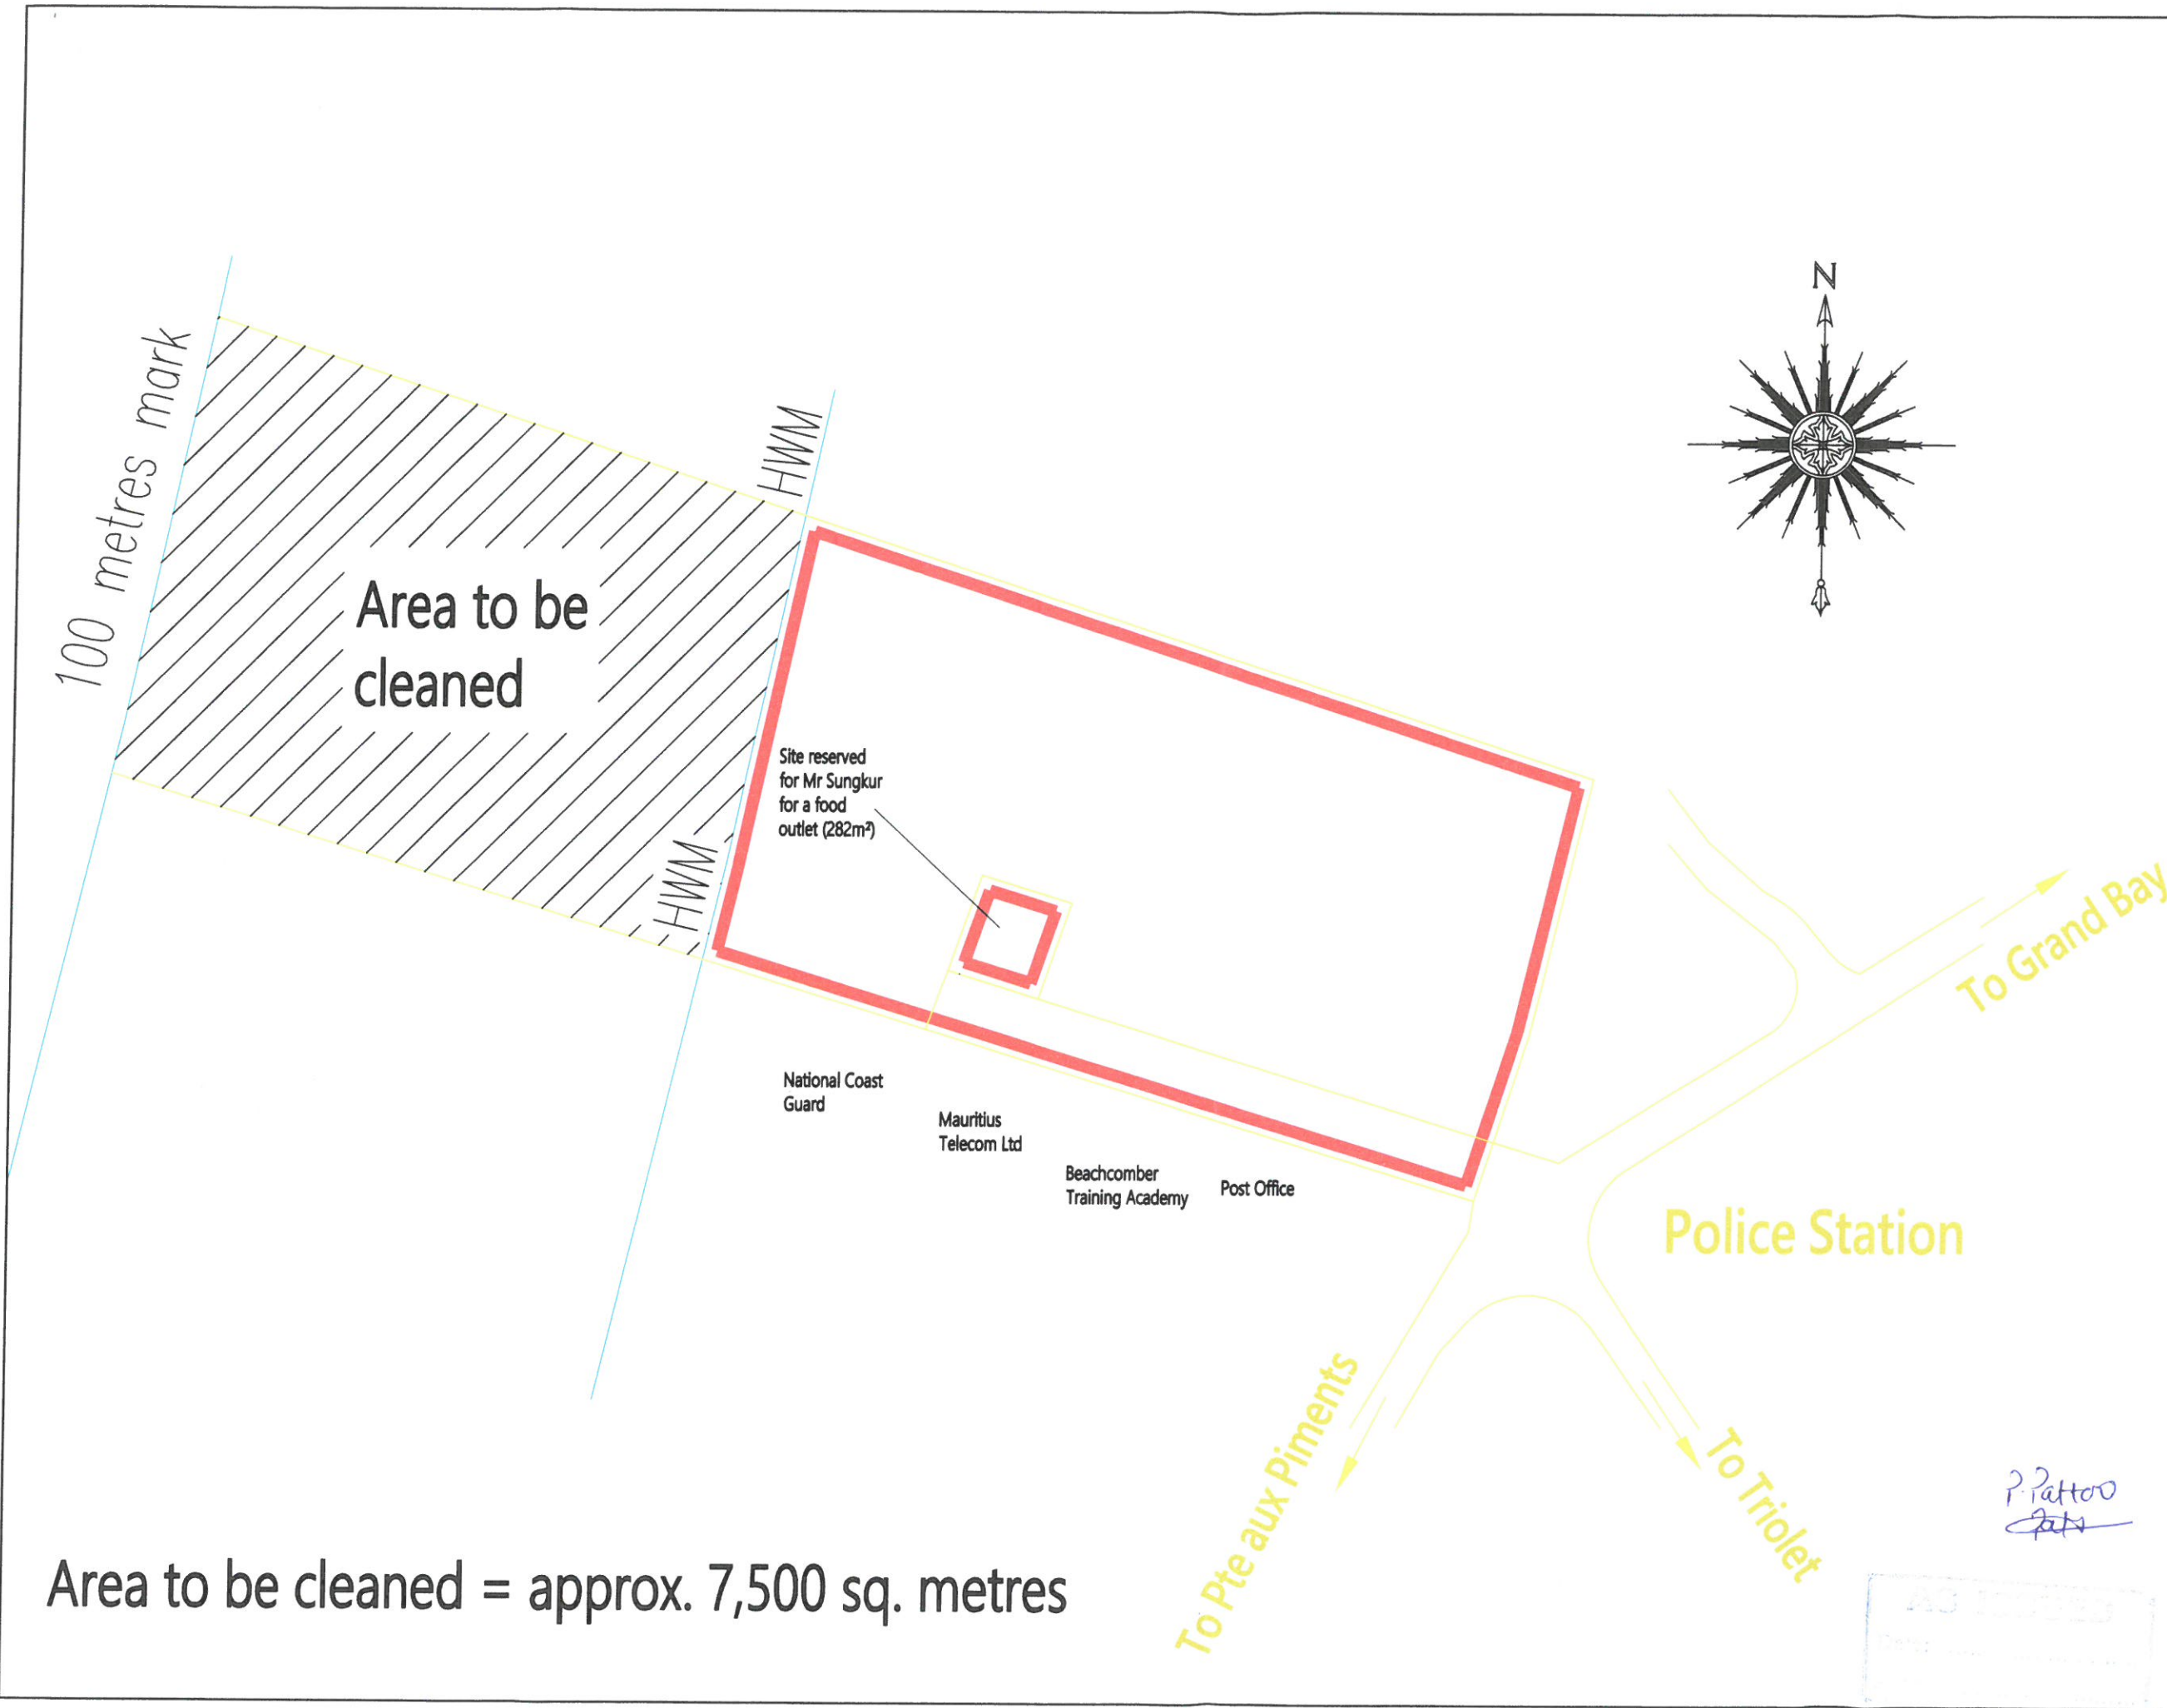 N
100 metres mark
HWM
Area to be
cleaned
Site reserved
for Mr Sungkur
for a food
outlet (282m²)
HWM
To Grand Bay
National Coast
Guard
Mauritius
Telecom Ltd
Beachcomber
Training Academy
Post Office
Police Station
To Pte aux Piments
To Triolet
P. Pattoo
Area to be cleaned = approx. 7,500 sq. metres